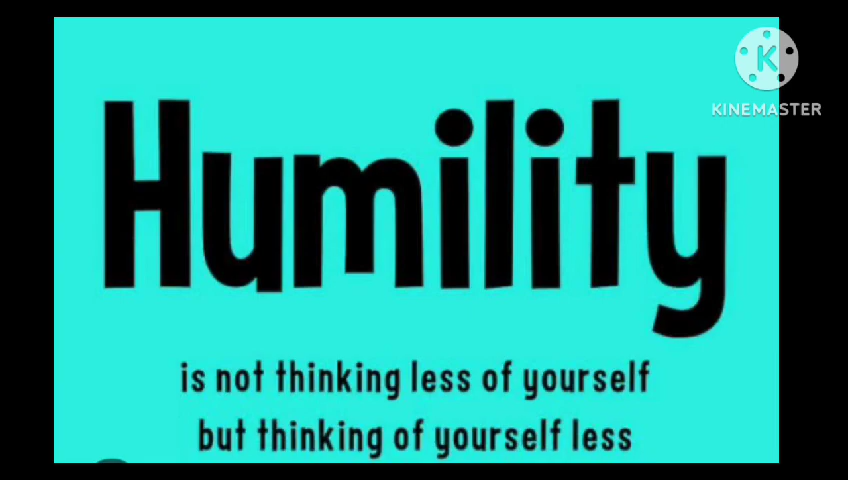 K
KINEMASTER
Humility
is not thinking less of yourself
but thinking of yourself less